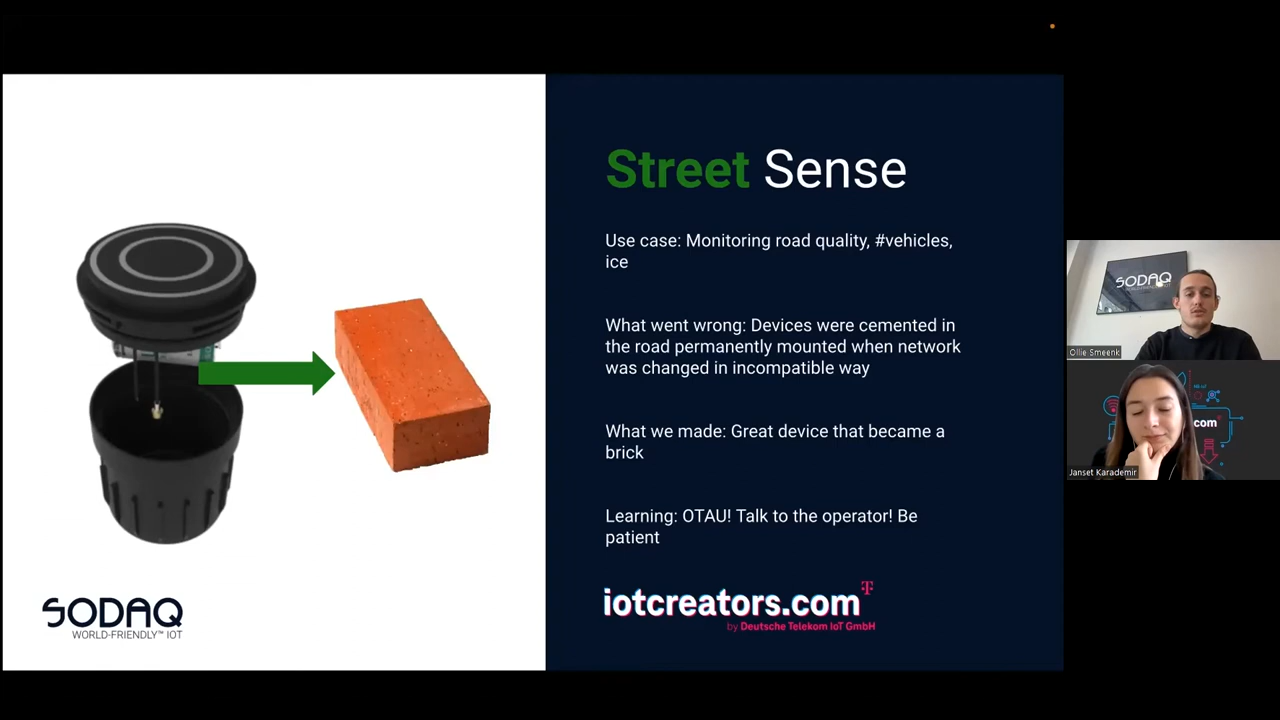 Street Sense
Use case: Monitoring road quality, #vehicles,
ice
What went wrong: Devices were cemented in
the road permanently mounted when network
was changed in incompatible way
What we made: Great device that became a
brick
Learning: OTAU! Talk to the operator! Be
patient
SODAQ
WORLD-FRIENDLY™ IOT
iotcreators.com
by Deutsche Telekom IoT GmbH
T
SODAQ
Ollie Smeenk
com
Janset Karademir